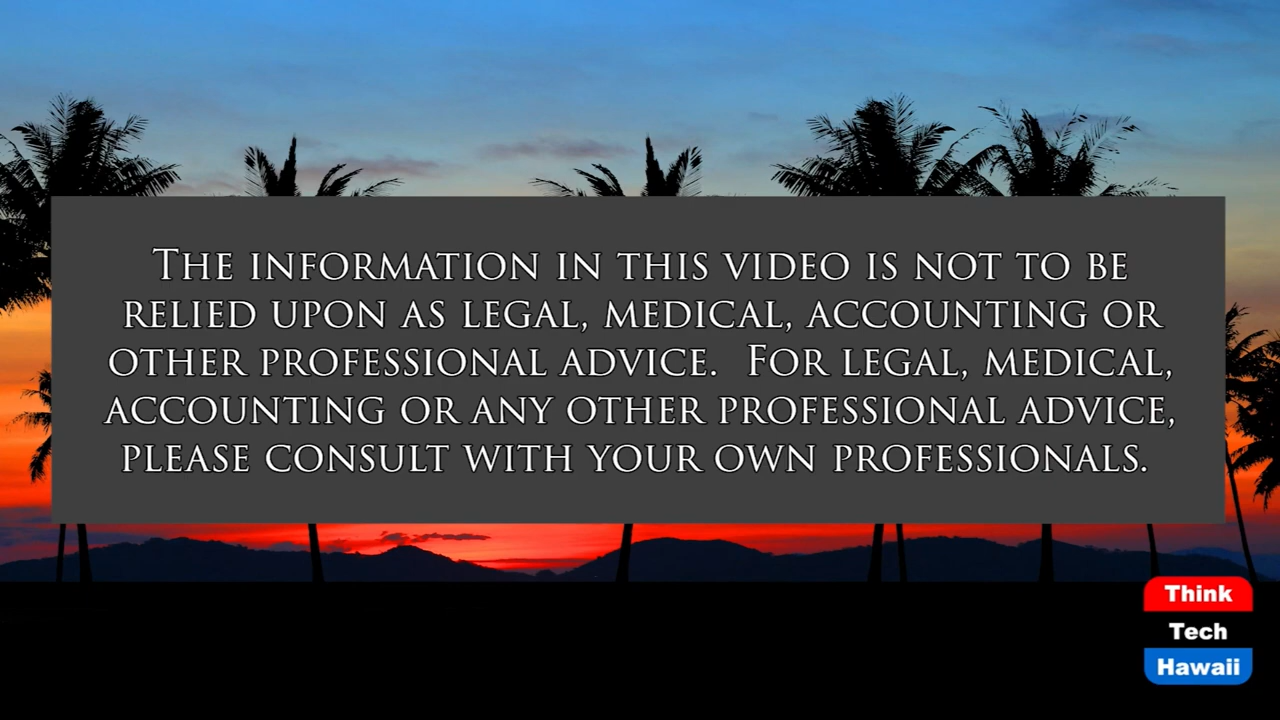 The information in this video is not to be
relied upon as legal, medical, accounting or
other professional advice.  For legal, medical,
accounting or any other professional advice,
please consult with your own professionals.
Think
Tech
Hawaii